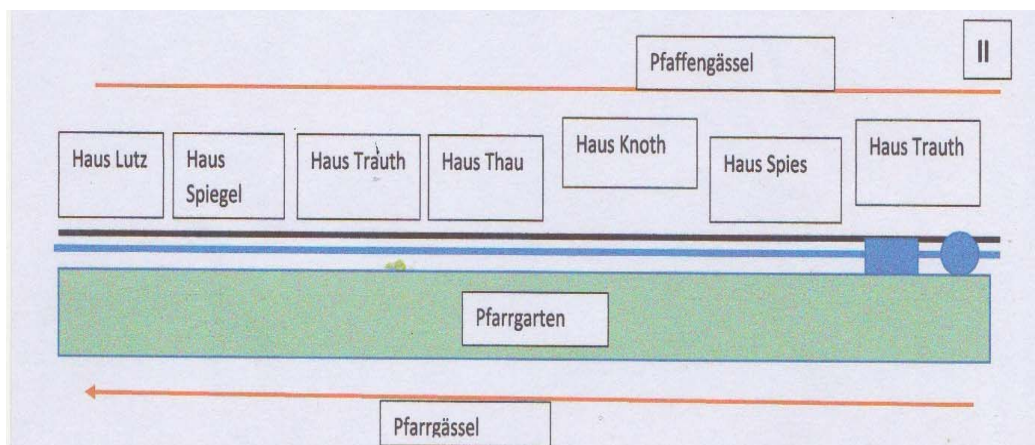 II
Pfaffengässel
Haus Lutz
Haus
Spiegel
Haus Trauth
Haus Thau
Haus Knoth
Haus Spies
Haus Trauth
Pfarrgarten
Pfarrgässel